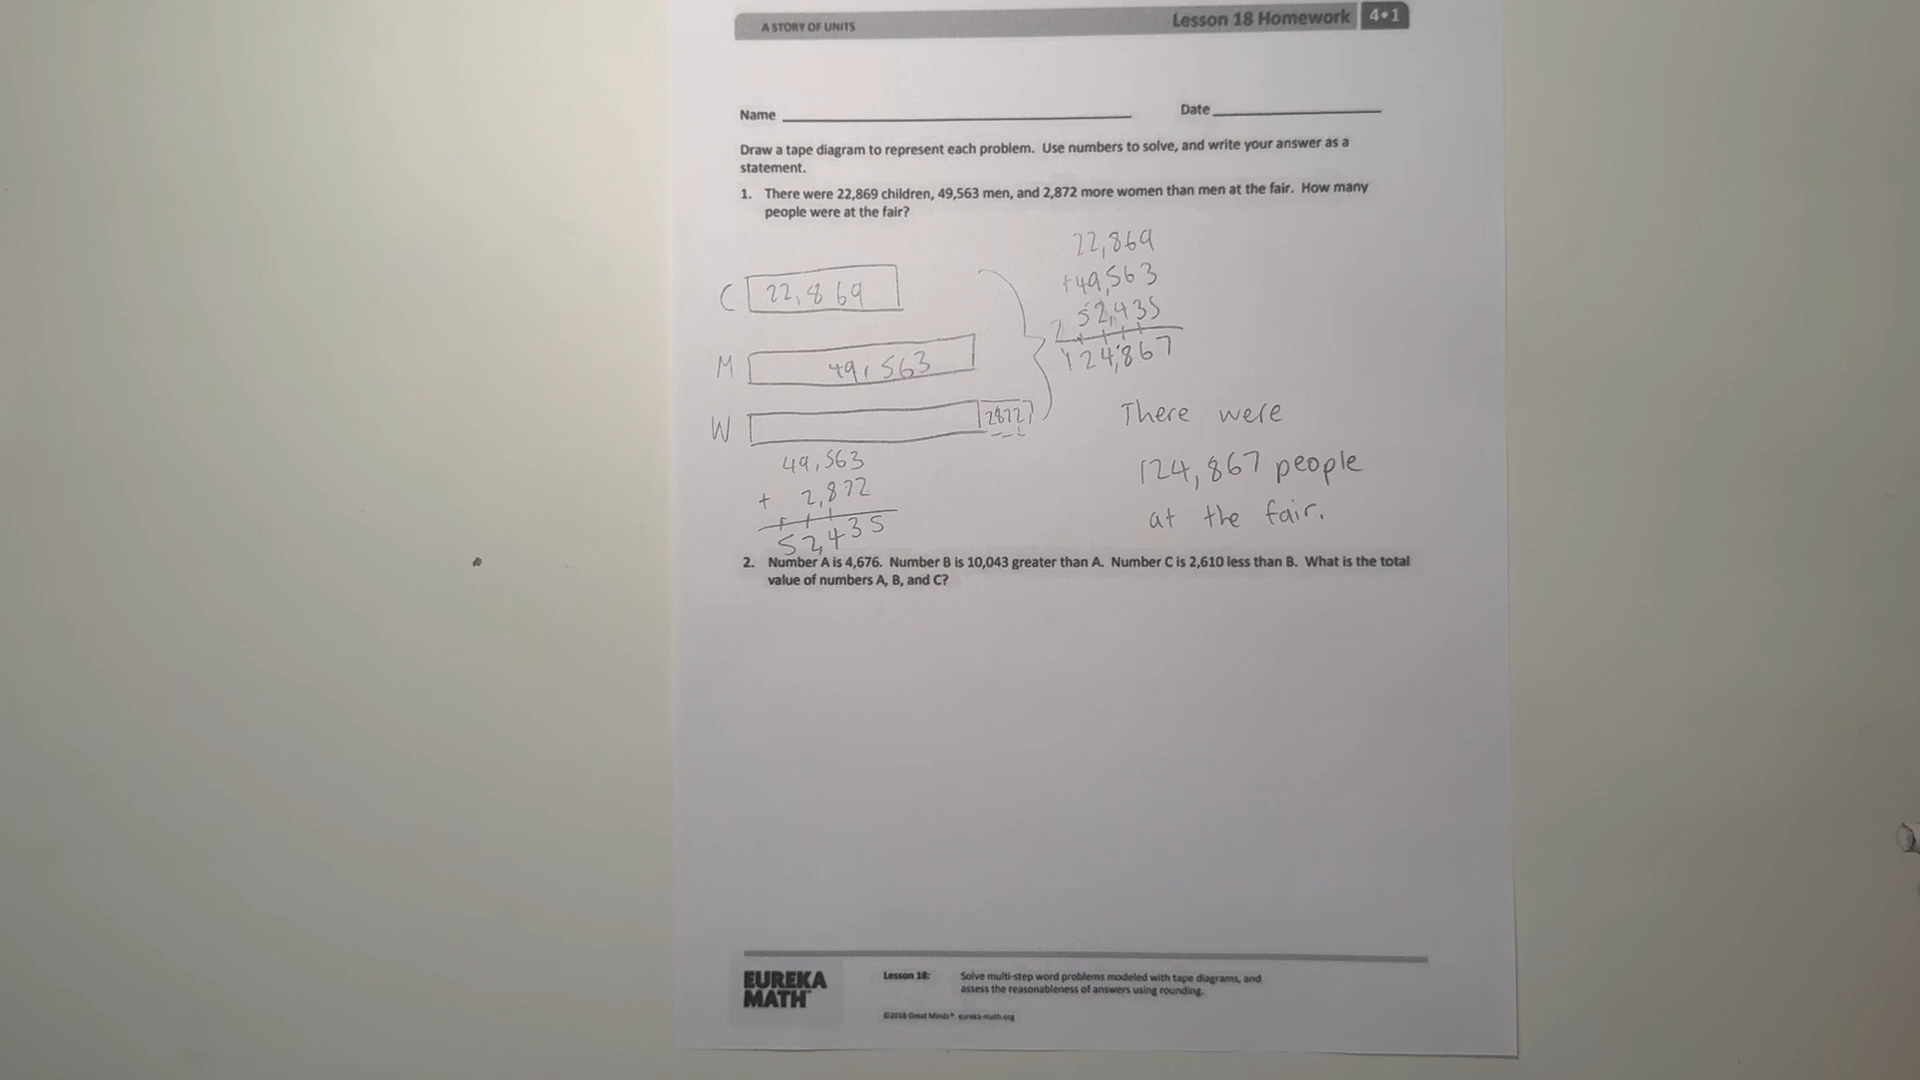 A STORY OF UNITS
Lesson 18 Homework 4•1
Name
Date
Draw a tape diagram to represent each problem. Use numbers to solve, and write your answer as a
statement.
1. There were 22,869 children, 49,563 men, and 2,872 more women than men at the fair. How many
people were at the fair?
C 22,869
M 49,563
W 2872
49,563
+ 2,872
52,435
22,869
+49,563
52,435
124,867
There were
124,867 people
at the fair.
2. Number A is 4,676. Number B is 10,043 greater than A. Number C is 2,610 less than B. What is the total
value of numbers A, B, and C?
EUREKA
MATH™
Lesson 18: Solve multi-step word problems modeled with tape diagrams, and
assess the reasonableness of answers using rounding.
©2018 Great Minds®. eureka-math.org